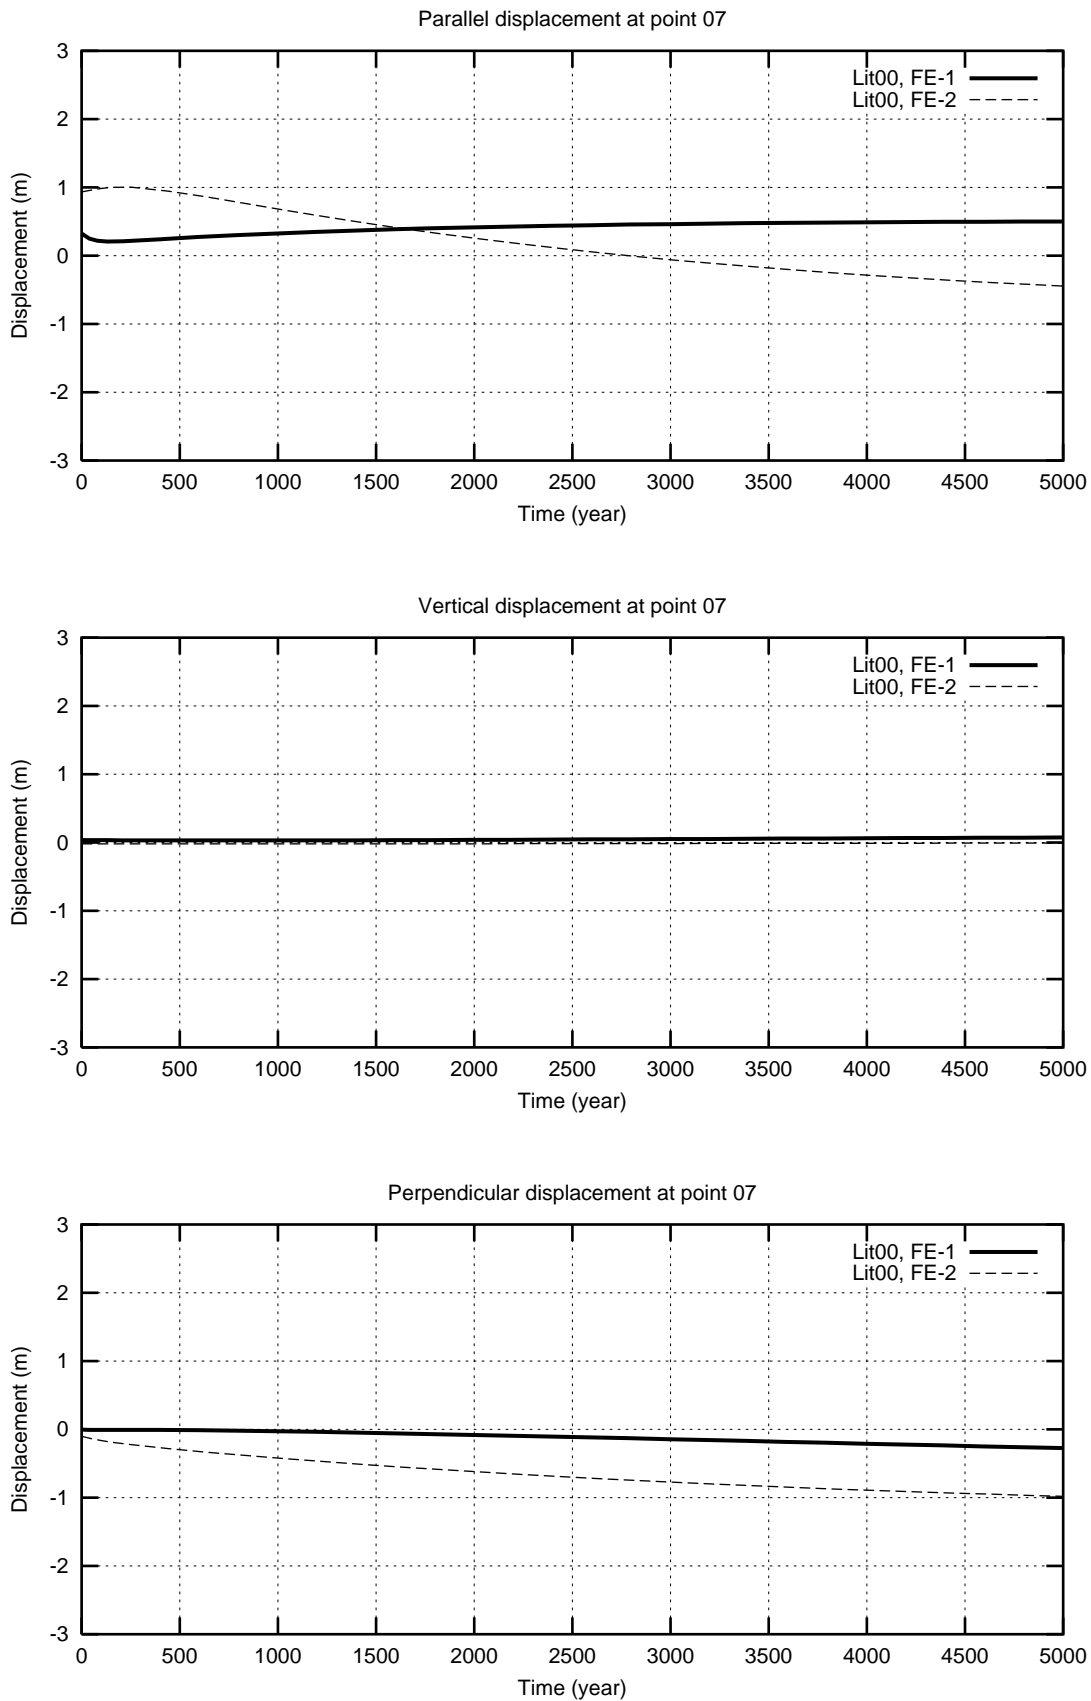 Parallel displacement at point 07
3
2
1
0
-1
-2
-3
Displacement (m)
Lit00, FE-1
Lit00, FE-2
0 500 1000 1500 2000 2500 3000 3500 4000 4500 5000
Time (year)
Vertical displacement at point 07
3
2
1
0
-1
-2
-3
Displacement (m)
Lit00, FE-1
Lit00, FE-2
0 500 1000 1500 2000 2500 3000 3500 4000 4500 5000
Time (year)
Perpendicular displacement at point 07
3
2
1
0
-1
-2
-3
Displacement (m)
Lit00, FE-1
Lit00, FE-2
0 500 1000 1500 2000 2500 3000 3500 4000 4500 5000
Time (year)